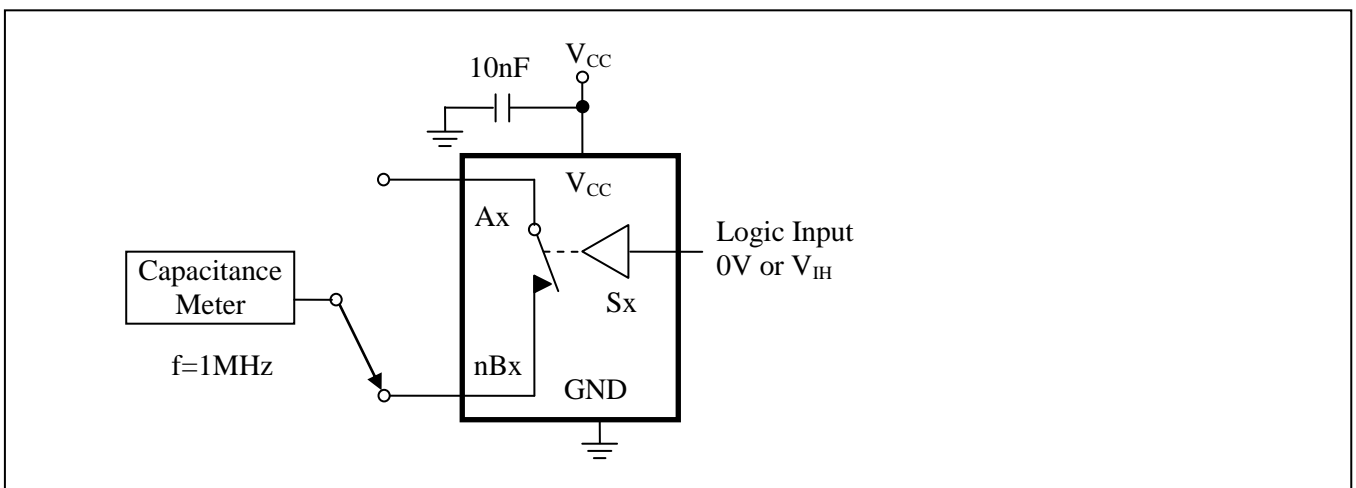 V_CC
10nF
V_CC
Ax
Logic Input
0V or V_IH
Capacitance
Meter
Sx
f=1MHz
nBx
GND